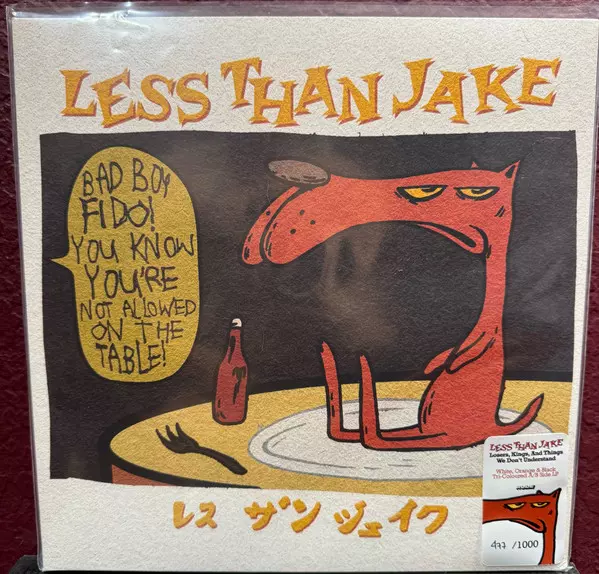 LESS THAN JAKE
BAD BOY
FIDO!
YOU KNOW
YOU'RE
NOT ALLOWED
ON THE
TABLE!
レス ザン ジェイク
LESS THAN JAKE
Losers, Kings, And Things
We Don't Understand
White, Orange & Black
Tri-Coloured A/B Side LP
477 /1000